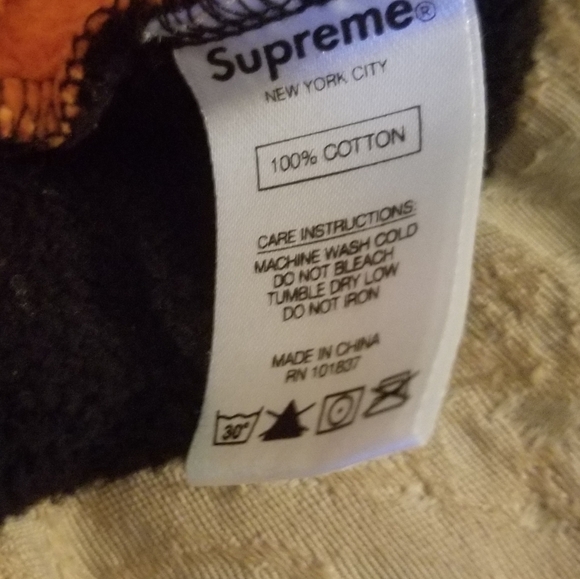 Supreme®
NEW YORK CITY
100% COTTON
CARE INSTRUCTIONS:
MACHINE WASH COLD
DO NOT BLEACH
TUMBLE DRY LOW
DO NOT IRON
MADE IN CHINA
RN 101837
30°